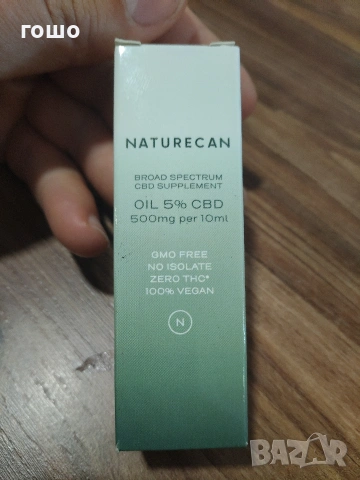 гошо
NATURECAN
BROAD SPECTRUM
CBD SUPPLEMENT
OIL 5% CBD
500mg per 10ml
GMO FREE
NO ISOLATE
ZERO THC*
100% VEGAN
N
BAZAR